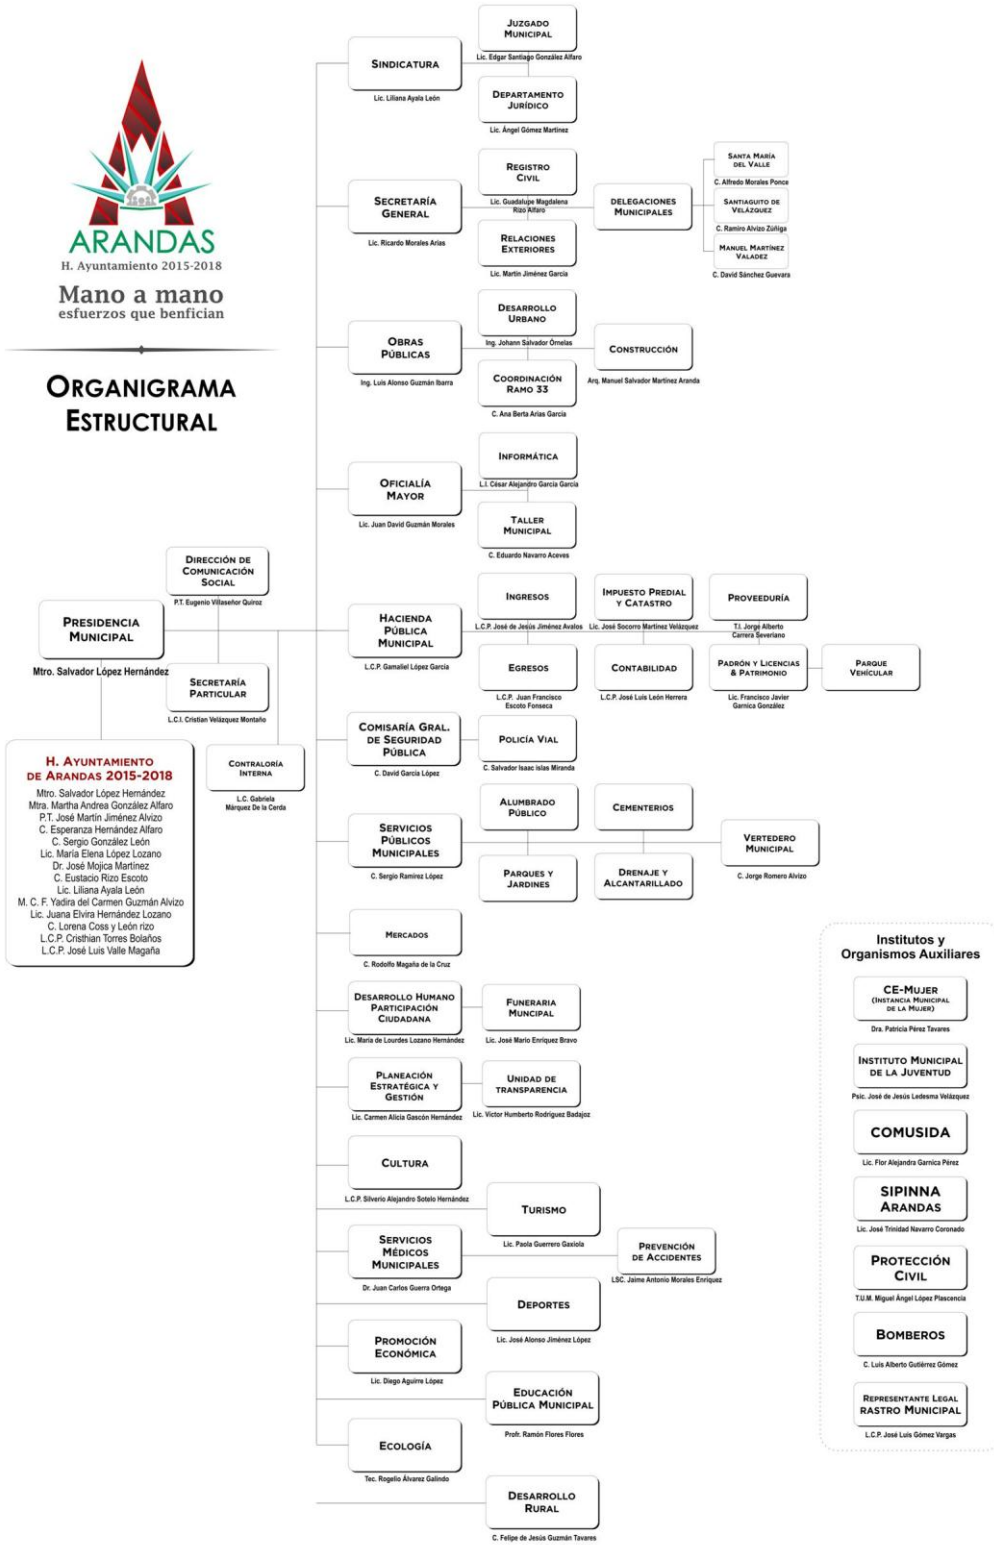 ARANDAS
H. Ayuntamiento 2015-2018
Mano a mano
esfuerzos que benfician
ORGANIGRAMA
ESTRUCTURAL
PRESIDENCIA
MUNICIPAL
Mtro. Salvador López Hernández
DIRECCIÓN DE
COMUNICACIÓN
SOCIAL
P.T. Eugenio Villaseñor Quiroz
SECRETARÍA
PARTICULAR
L.C.I. Cristian Velázquez Montaño
CONTRALORÍA
INTERNA
L.C. Gabriela
Márquez De la Cerda
H. AYUNTAMIENTO
DE ARANDAS 2015-2018
Mtro. Salvador López Hernández
Mtra. Martha Andrea González Alfaro
P.T. José Martín Jiménez Alvizo
C. Esperanza Hernández Alfaro
C. Sergio González León
Lic. María Elena López Lozano
Dr. José Mojica Martínez
C. Eustacio Rizo Escoto
Lic. Liliana Ayala León
M. C. F. Yadira del Carmen Guzmán Alvizo
Lic. Juana Elvira Hernández Lozano
C. Lorena Coss y León rizo
L.C.P. Cristhian Torres Bolaños
L.C.P. José Luis Valle Magaña
SINDICATURA
Lic. Liliana Ayala León
JUZGADO
MUNICIPAL
Lic. Edgar Santiago González Alfaro
DEPARTAMENTO
JURÍDICO
Lic. Ángel Gómez Martínez
SECRETARÍA
GENERAL
Lic. Ricardo Morales Arias
REGISTRO
CIVIL
Lic. Guadalupe Magdalena
Rizo Alfaro
RELACIONES
EXTERIORES
Lic. Martín Jiménez García
DELEGACIONES
MUNICIPALES
SANTA MARÍA
DEL VALLE
C. Alfredo Morales Ponce
SANTIAGUITO DE
VELÁZQUEZ
C. Ramiro Alvizo Zúñiga
MANUEL MARTÍNEZ
VALADEZ
C. David Sánchez Guevara
OBRAS
PÚBLICAS
Ing. Luis Alonso Guzmán Ibarra
DESARROLLO
URBANO
Ing. Johann Salvador Órnelas
COORDINACIÓN
RAMO 33
C. Ana Berta Arias García
CONSTRUCCIÓN
Arq. Manuel Salvador Martínez Aranda
OFICIALÍA
MAYOR
Lic. Juan David Guzmán Morales
INFORMÁTICA
L.I. César Alejandro García García
TALLER
MUNICIPAL
C. Eduardo Navarro Aceves
HACIENDA
PÚBLICA
MUNICIPAL
L.C.P. Gamaliel López García
INGRESOS
L.C.P. José de Jesús Jiménez Avalos
EGRESOS
L.C.P. Juan Francisco
Escoto Fonseca
IMPUESTO PREDIAL
Y CATASTRO
Lic. José Socorro Martínez Velázquez
CONTABILIDAD
L.C.P. José Luis León Herrera
PROVEEDURÍA
T.I. Jorge Alberto
Carrera Severiano
PADRÓN Y LICENCIAS
& PATRIMONIO
Lic. Francisco Javier
Garnica González
PARQUE
VEHÍCULAR
COMISARÍA GRAL.
DE SEGURIDAD
PÚBLICA
C. David García López
POLICÍA VIAL
C. Salvador Isaac islas Miranda
SERVICIOS
PÚBLICOS
MUNICIPALES
C. Sergio Ramírez López
ALUMBRADO
PÚBLICO
PARQUES Y
JARDINES
CEMENTERIOS
DRENAJE Y
ALCANTARILLADO
VERTEDERO
MUNICIPAL
C. Jorge Romero Alvizo
MERCADOS
C. Rodolfo Magaña de la Cruz
DESARROLLO HUMANO
PARTICIPACIÓN
CIUDADANA
Lic. María de Lourdes Lozano Hernández
FUNERARIA
MUNCIPAL
Lic. José Mario Enríquez Bravo
PLANEACIÓN
ESTRATÉGICA Y
GESTIÓN
Lic. Carmen Alicia Gascón Hernández
UNIDAD DE
TRANSPARENCIA
Lic. Víctor Humberto Rodríguez Badajoz
CULTURA
L.C.P. Silverio Alejandro Sotelo Hernández
TURISMO
Lic. Paola Guerrero Gaxiola
SERVICIOS
MÉDICOS
MUNICIPALES
Dr. Juan Carlos Guerra Ortega
PREVENCIÓN
DE ACCIDENTES
LSC. Jaime Antonio Morales Enríquez
DEPORTES
Lic. José Alonso Jiménez López
PROMOCIÓN
ECONÓMICA
Lic. Diego Aguirre López
EDUCACIÓN
PÚBLICA MUNICIPAL
Profr. Ramón Flores Flores
ECOLOGÍA
Tec. Rogelio Álvarez Galindo
DESARROLLO
RURAL
C. Felipe de Jesús Guzmán Tavares
Institutos y
Organismos Auxiliares
CE-MUJER
(INSTANCIA MUNICIPAL
DE LA MUJER)
Dra. Patricia Pérez Tavares
INSTITUTO MUNICIPAL
DE LA JUVENTUD
Psic. José de Jesús Ledesma Velázquez
COMUSIDA
Lic. Flor Alejandra Garnica Pérez
SIPINNA
ARANDAS
Lic. José Trinidad Navarro Coronado
PROTECCIÓN
CIVIL
T.U.M. Miguel Ángel López Plascencia
BOMBEROS
C. Luis Alberto Gutiérrez Gómez
REPRESENTANTE LEGAL
RASTRO MUNICIPAL
L.C.P. José Luis Gómez Vargas